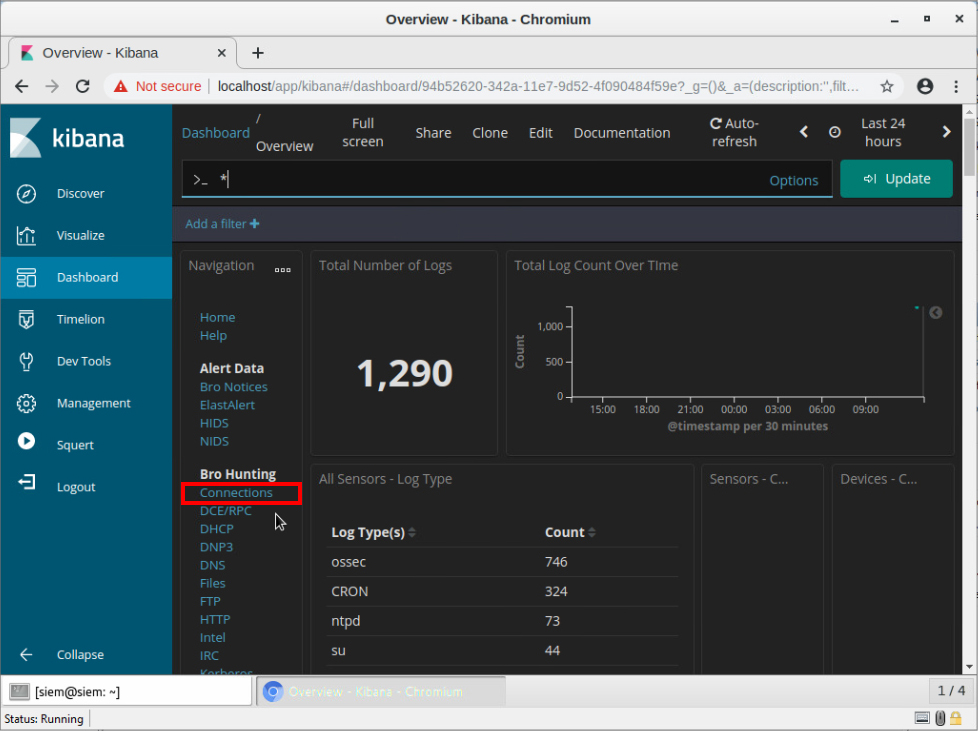 Overview - Kibana - Chromium
Overview - Kibana
Not secure
localhost/app/kibana#/dashboard/94b52620-342a-11e7-9d52-4f090484f59e?_g=()&_a=(description:'',filt...
kibana
Discover
Visualize
Dashboard
Timelion
Dev Tools
Management
Squert
Logout
Collapse
Dashboard / Overview
Full screen
Share
Clone
Edit
Documentation
Auto-refresh
Last 24 hours
>_ *
Options
Update
Add a filter +
Navigation
Home
Help
Alert Data
Bro Notices
ElastAlert
HIDS
NIDS
Bro Hunting
Connections
DCE/RPC
DHCP
DNP3
DNS
Files
FTP
HTTP
Intel
IRC
Kerberos
Total Number of Logs
1,290
Total Log Count Over TIme
Count
1,000
500
0
15:00 18:00 21:00 00:00 03:00 06:00 09:00
@timestamp per 30 minutes
All Sensors - Log Type
Log Type(s) Count
ossec 746
CRON 324
ntpd 73
su 44
Sensors - C...
Devices - C...
[siem@siem: ~]
Overview - Kibana - Chromium
1 / 4
Status: Running